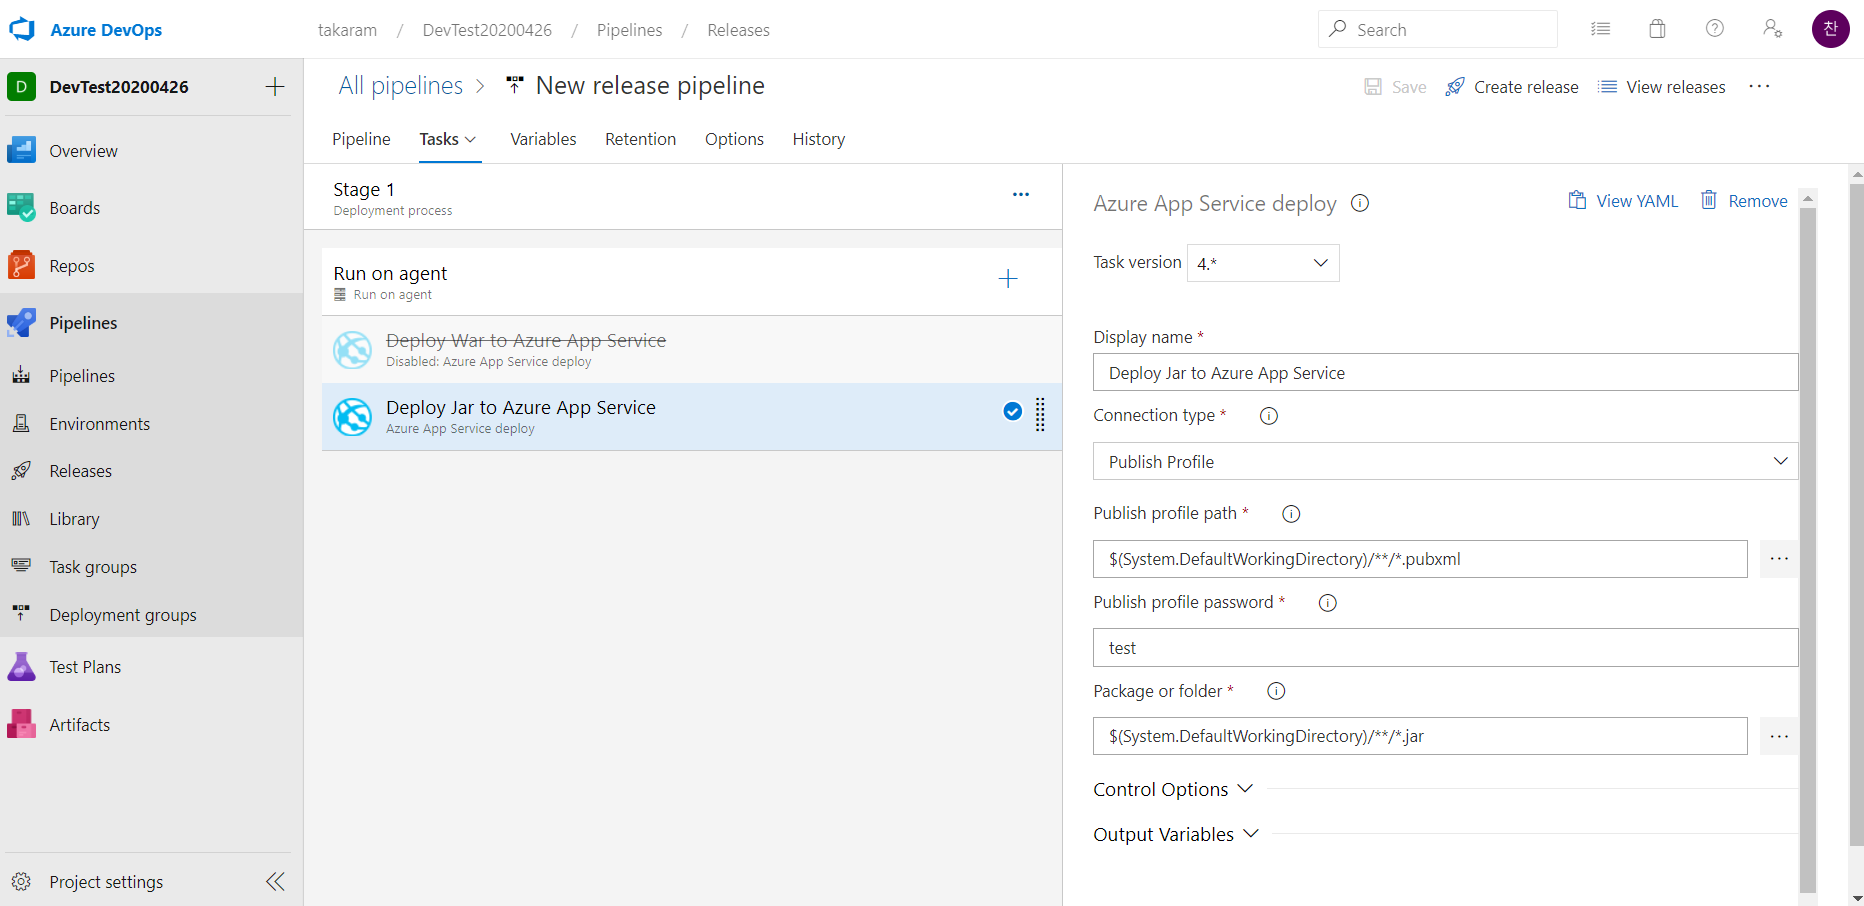 Azure DevOps
takaram / DevTest20200426 / Pipelines / Releases
Search
찬
D DevTest20200426
Overview
Boards
Repos
Pipelines
Pipelines
Environments
Releases
Library
Task groups
Deployment groups
Test Plans
Artifacts
Project settings
All pipelines > New release pipeline
Save Create release View releases ...
Pipeline Tasks Variables Retention Options History
Stage 1
Deployment process
...
Run on agent
Run on agent
Deploy War to Azure App Service
Disabled: Azure App Service deploy
Deploy Jar to Azure App Service
Azure App Service deploy
Azure App Service deploy
View YAML Remove
Task version 4.*
Display name *
Deploy Jar to Azure App Service
Connection type *
Publish Profile
Publish profile path *
$(System.DefaultWorkingDirectory)/**/*.pubxml
...
Publish profile password *
test
Package or folder *
$(System.DefaultWorkingDirectory)/**/*.jar
...
Control Options
Output Variables